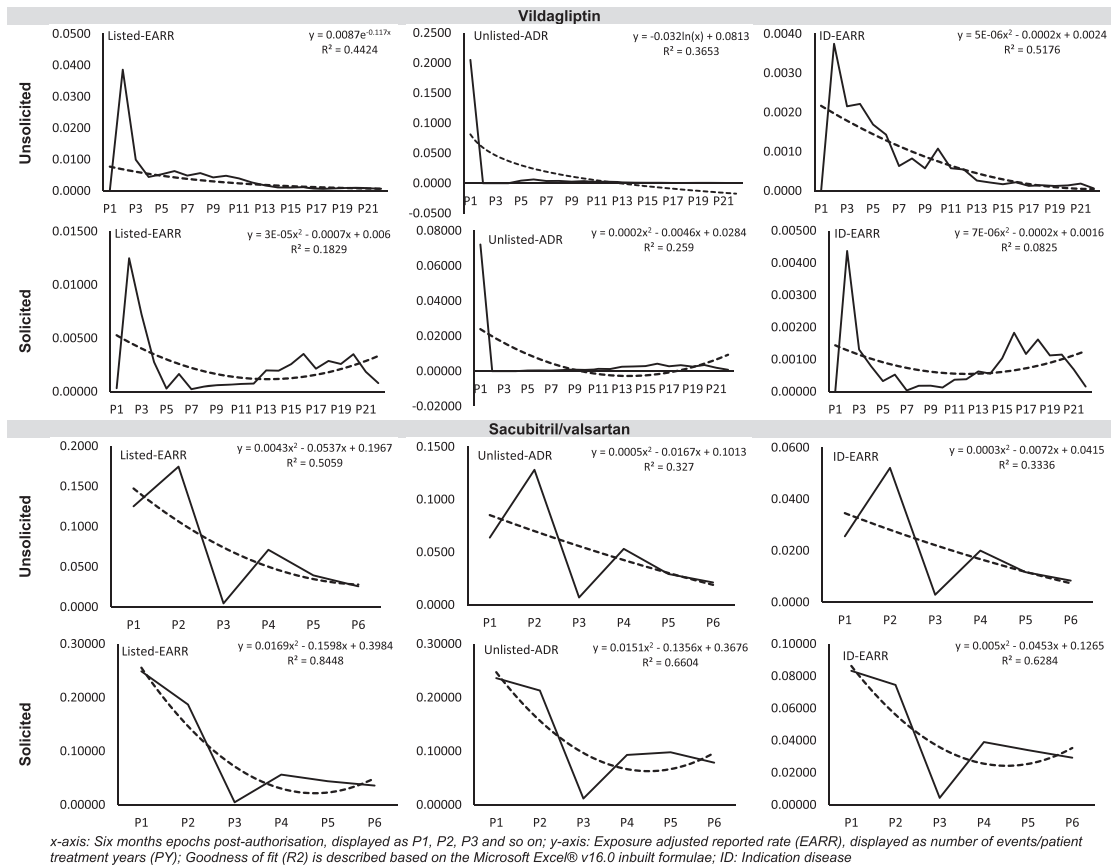 Vildagliptin
Unsolicited
Listed-EARR
y = 0.0087e^-0.117x
R² = 0.4424
0.0500
0.0400
0.0300
0.0200
0.0100
0.0000
P1 P3 P5 P7 P9 P11 P13 P15 P17 P19 P21
Unlisted-ADR
y = -0.032ln(x) + 0.0813
R² = 0.3653
0.2500
0.2000
0.1500
0.1000
0.0500
0.0000
-0.0500
P1 P3 P5 P7 P9 P11 P13 P15 P17 P19 P21
ID-EARR
y = 5E-06x² - 0.0002x + 0.0024
R² = 0.5176
0.0040
0.0030
0.0020
0.0010
0.0000
P1 P3 P5 P7 P9 P11 P13 P15 P17 P19 P21
Solicited
Listed-EARR
y = 3E-05x² - 0.0007x + 0.006
R² = 0.1829
0.01500
0.01000
0.00500
0.00000
P1 P3 P5 P7 P9 P11 P13 P15 P17 P19 P21
Unlisted-ADR
y = 0.0002x² - 0.0046x + 0.0284
R² = 0.259
0.08000
0.06000
0.04000
0.02000
0.00000
-0.02000
P1 P3 P5 P7 P9 P11 P13 P15 P17 P19 P21
ID-EARR
y = 7E-06x² - 0.0002x + 0.0016
R² = 0.0825
0.00500
0.00400
0.00300
0.00200
0.00100
0.00000
P1 P3 P5 P7 P9 P11 P13 P15 P17 P19 P21
Sacubitril/valsartan
Unsolicited
Listed-EARR
y = 0.0043x² - 0.0537x + 0.1967
R² = 0.5059
0.2000
0.1500
0.1000
0.0500
0.0000
P1 P2 P3 P4 P5 P6
Unlisted-ADR
y = 0.0005x² - 0.0167x + 0.1013
R² = 0.327
0.1500
0.1000
0.0500
0.0000
P1 P2 P3 P4 P5 P6
ID-EARR
y = 0.0003x² - 0.0072x + 0.0415
R² = 0.3336
0.0600
0.0400
0.0200
0.0000
P1 P2 P3 P4 P5 P6
Solicited
Listed-EARR
y = 0.0169x² - 0.1598x + 0.3984
R² = 0.8448
0.30000
0.20000
0.10000
0.00000
P1 P2 P3 P4 P5 P6
Unlisted-ADR
y = 0.0151x² - 0.1356x + 0.3676
R² = 0.6604
0.30000
0.20000
0.10000
0.00000
P1 P2 P3 P4 P5 P6
ID-EARR
y = 0.005x² - 0.0453x + 0.1265
R² = 0.6284
0.10000
0.08000
0.06000
0.04000
0.02000
0.00000
P1 P2 P3 P4 P5 P6
x-axis: Six months epochs post-authorisation, displayed as P1, P2, P3 and so on; y-axis: Exposure adjusted reported rate (EARR), displayed as number of events/patient
treatment years (PY); Goodness of fit (R2) is described based on the Microsoft Excel® v16.0 inbuilt formulae; ID: Indication disease